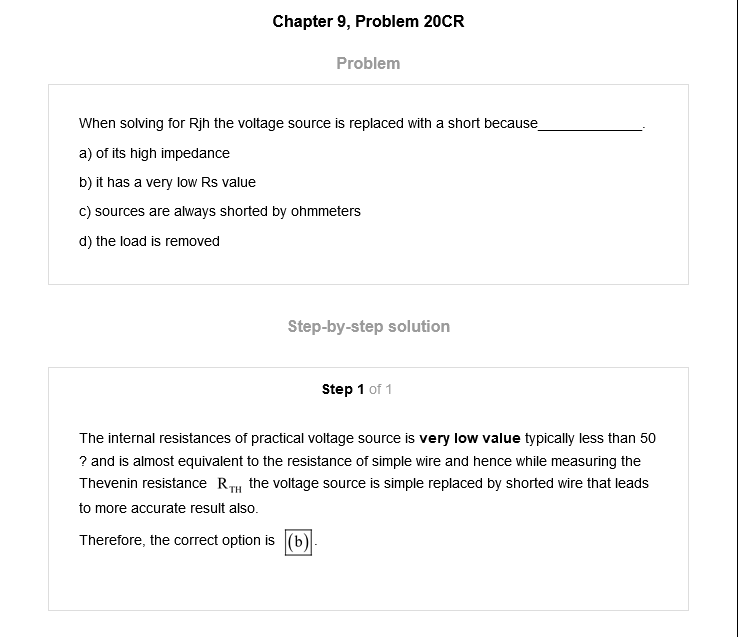 Chapter 9, Problem 20CR
Problem
When solving for Rjh the voltage source is replaced with a short because_____________.
a) of its high impedance
b) it has a very low Rs value
c) sources are always shorted by ohmmeters
d) the load is removed
Step-by-step solution
Step 1 of 1
The internal resistances of practical voltage source is very low value typically less than 50
? and is almost equivalent to the resistance of simple wire and hence while measuring the
Thevenin resistance R_TH the voltage source is simple replaced by shorted wire that leads
to more accurate result also.
Therefore, the correct option is (b).